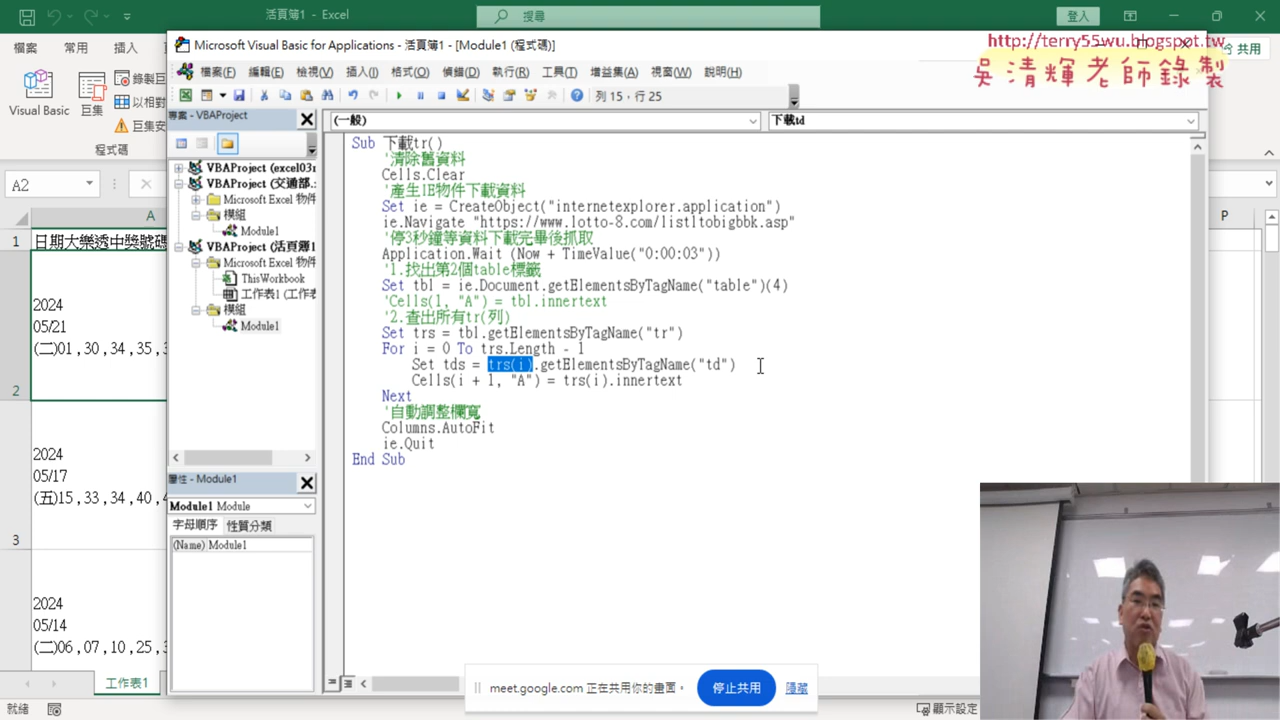 活頁簿1 - Excel
搜尋
登入
http://terry55wu.blogspot.tw
吳清輝老師錄製
檔案 常用 插入
共用
Visual Basic
巨集
錄製巨
以相對
巨集安
程式碼
A2
A
P
1
日期大樂透中獎號碼
2024
05/21
(二)01 , 30 , 34 , 35 , 3
2
2024
05/17
(五)15 , 33 , 34 , 40 , 4
3
2024
05/14
(二)06 , 07 , 10 , 25 , 3
工作表1
就緒
顯示設定
Microsoft Visual Basic for Applications - 活頁簿1 - [Module1 (程式碼)]
檔案(F) 編輯(E) 檢視(V) 插入(I) 格式(O) 偵錯(D) 執行(R) 工具(T) 增益集(A) 視窗(W) 說明(H)
列 15，行 25
專案 - VBAProject
VBAProject (excel03r
VBAProject (交通部.:
Microsoft Excel 物件
模組
Module1
VBAProject (活頁簿1
Microsoft Excel 物件
ThisWorkbook
工作表1 (工作表
模組
Module1
屬性 - Module1
Module1 Module
字母順序 性質分類
(Name) Module1
(一般)
下載td
Sub 下載tr()
'清除舊資料
Cells.Clear
'產生IE物件下載資料
Set ie = CreateObject("internetexplorer.application")
ie.Navigate "https://www.lotto-8.com/listltobigbbk.asp"
'停3秒鐘等資料下載完畢後抓取
Application.Wait (Now + TimeValue("0:00:03"))
'1.找出第2個table標籤
Set tbl = ie.Document.getElementsByTagName("table")(4)
'Cells(1, "A") = tbl.innertext
'2.查出所有tr(列)
Set trs = tbl.getElementsByTagName("tr")
For i = 0 To trs.Length - 1
Set tds = trs(i).getElementsByTagName("td")
Cells(i + 1, "A") = trs(i).innertext
Next
'自動調整欄寬
Columns.AutoFit
ie.Quit
End Sub
meet.google.com 正在共用你的畫面。
停止共用
隱藏